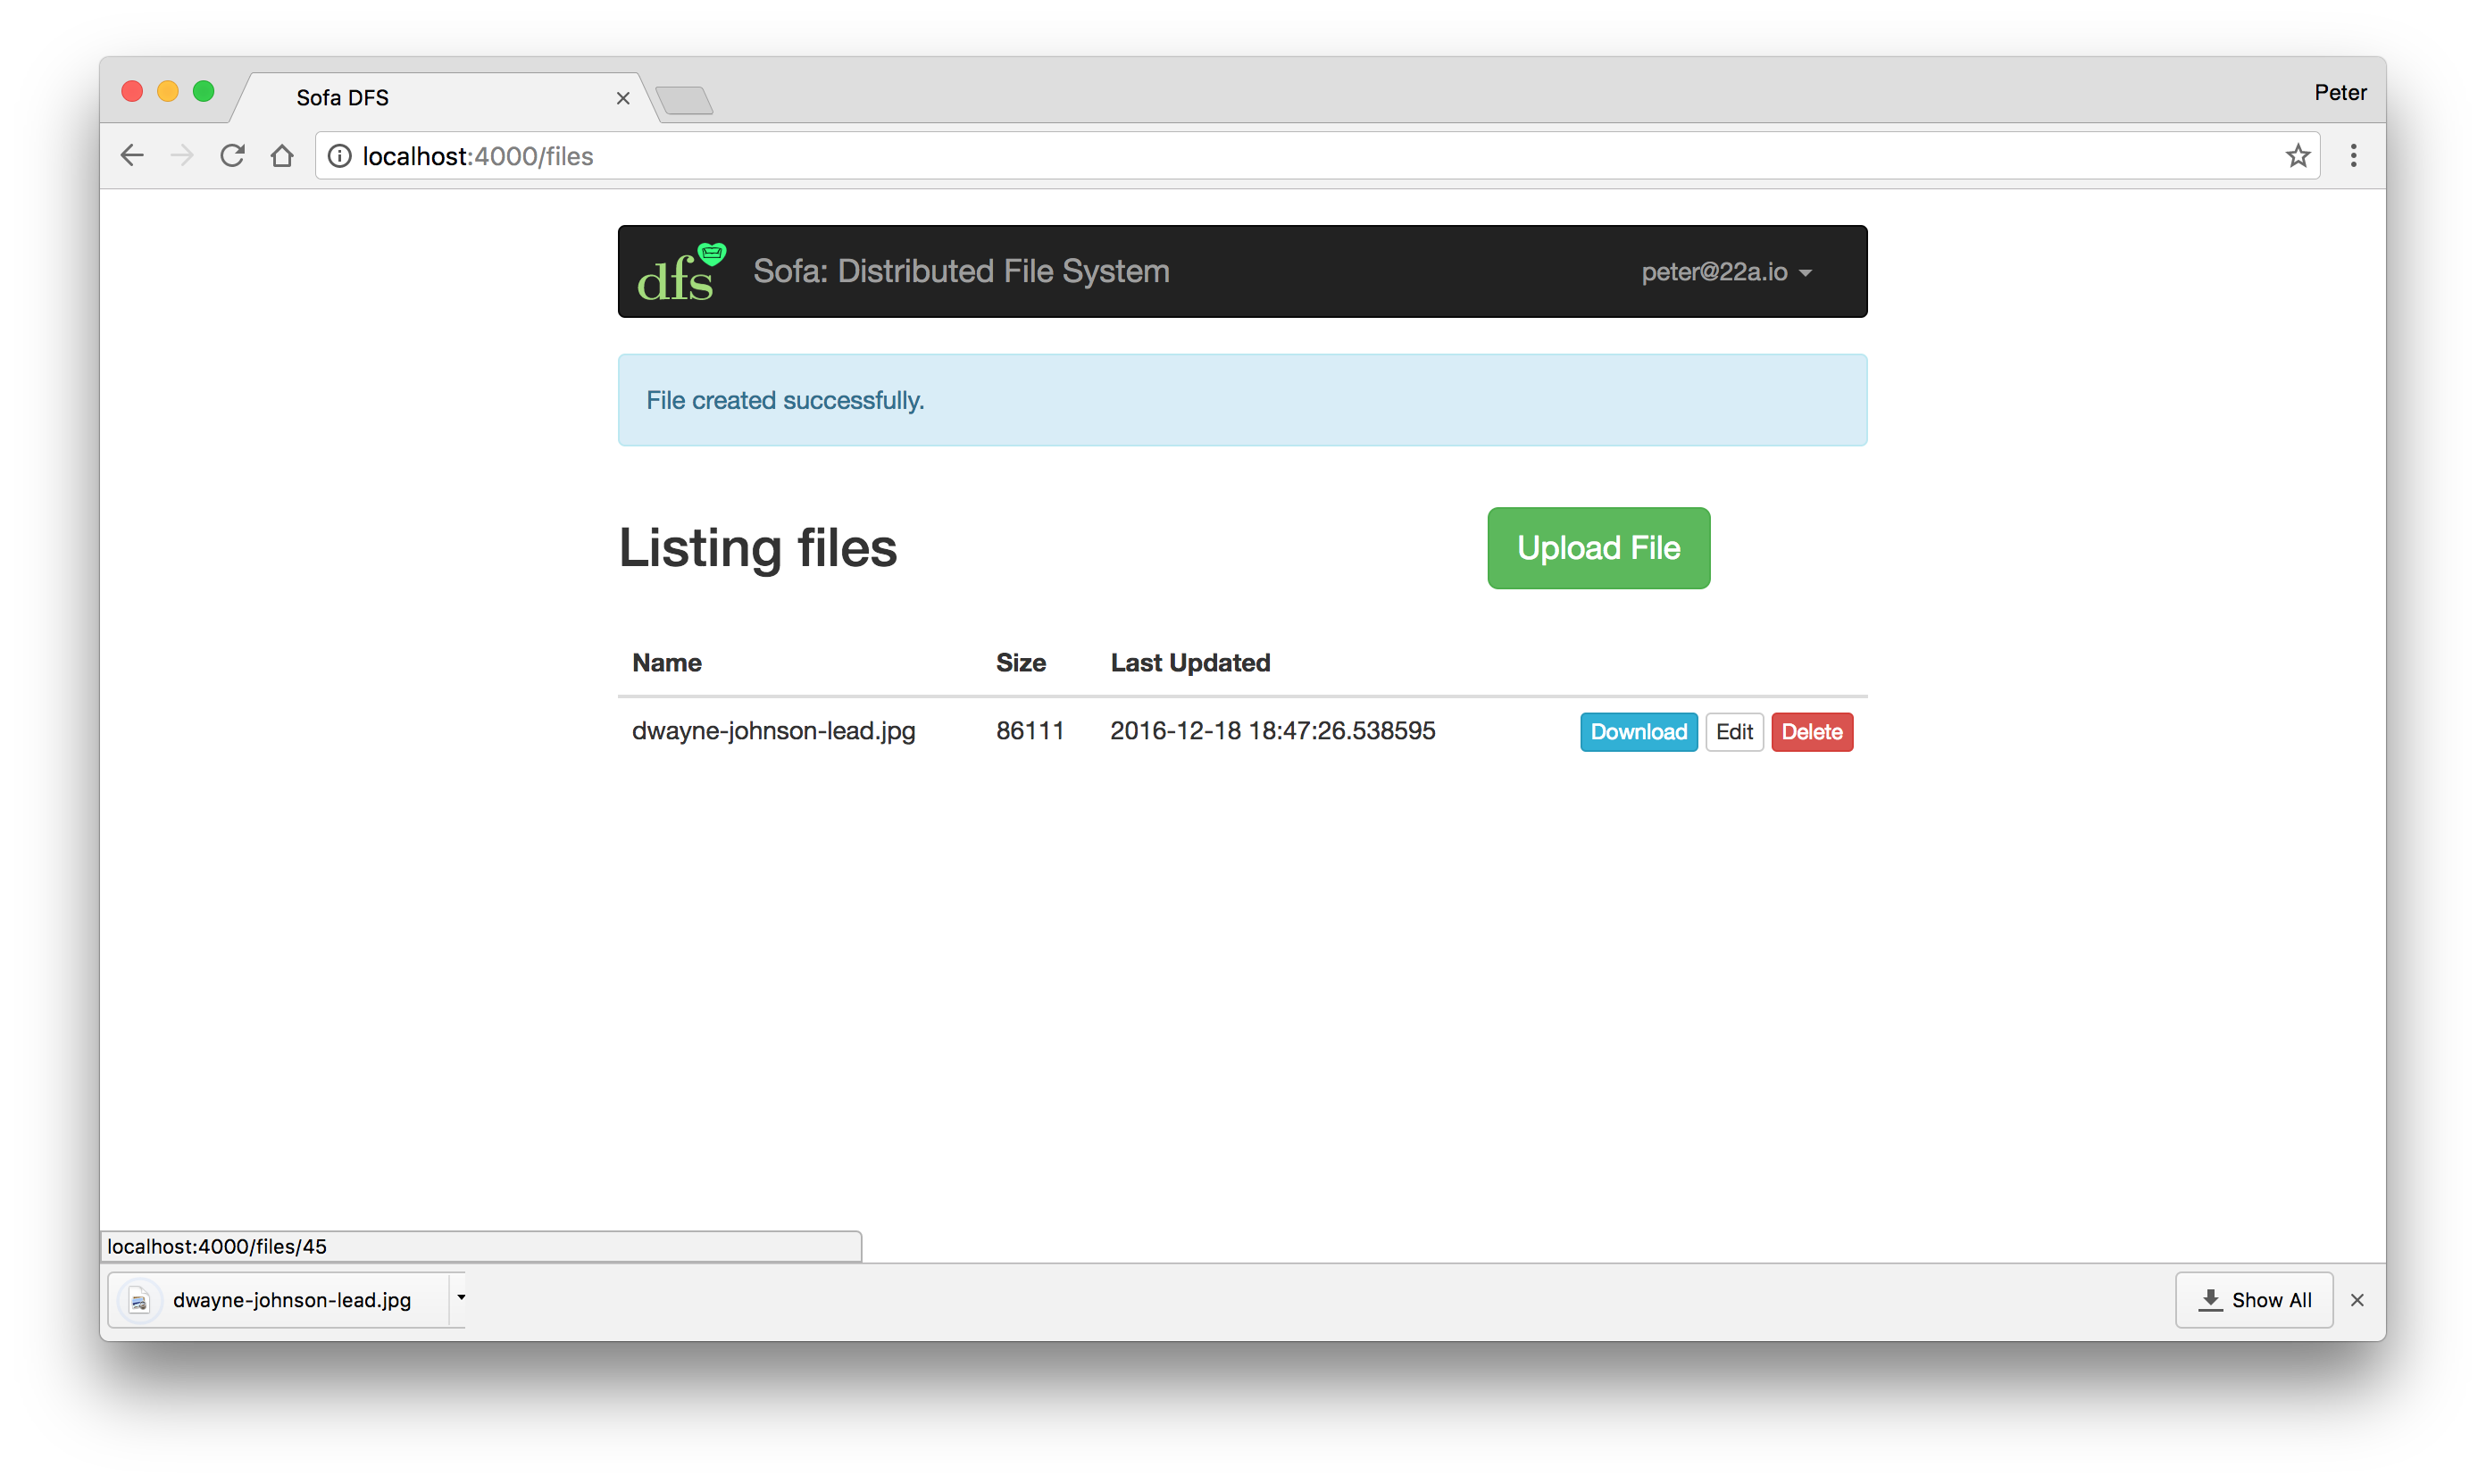 Sofa DFS
Peter
localhost:4000/files
dfs Sofa: Distributed File System peter@22a.io
File created successfully.
Listing files Upload File
Name Size Last Updated
dwayne-johnson-lead.jpg 86111 2016-12-18 18:47:26.538595 Download Edit Delete
localhost:4000/files/45
dwayne-johnson-lead.jpg Show All